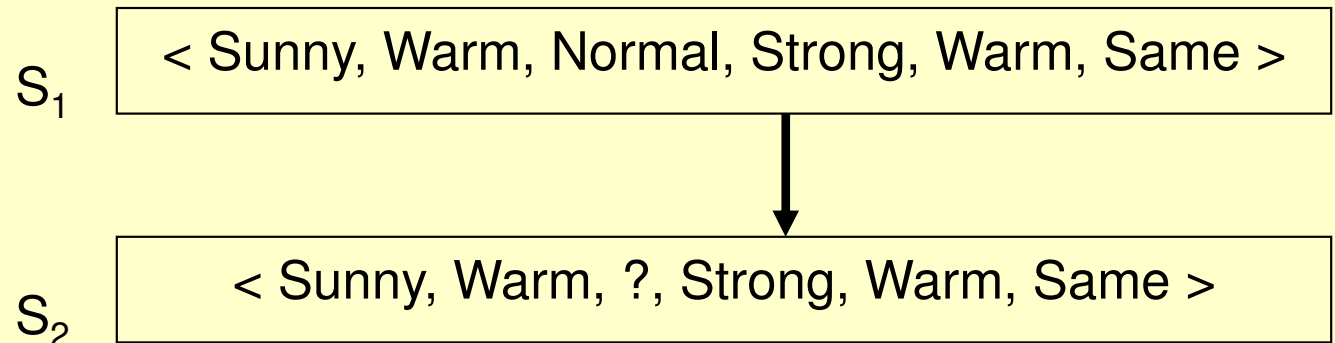 S₁ < Sunny, Warm, Normal, Strong, Warm, Same >
S₂ < Sunny, Warm, ?, Strong, Warm, Same >